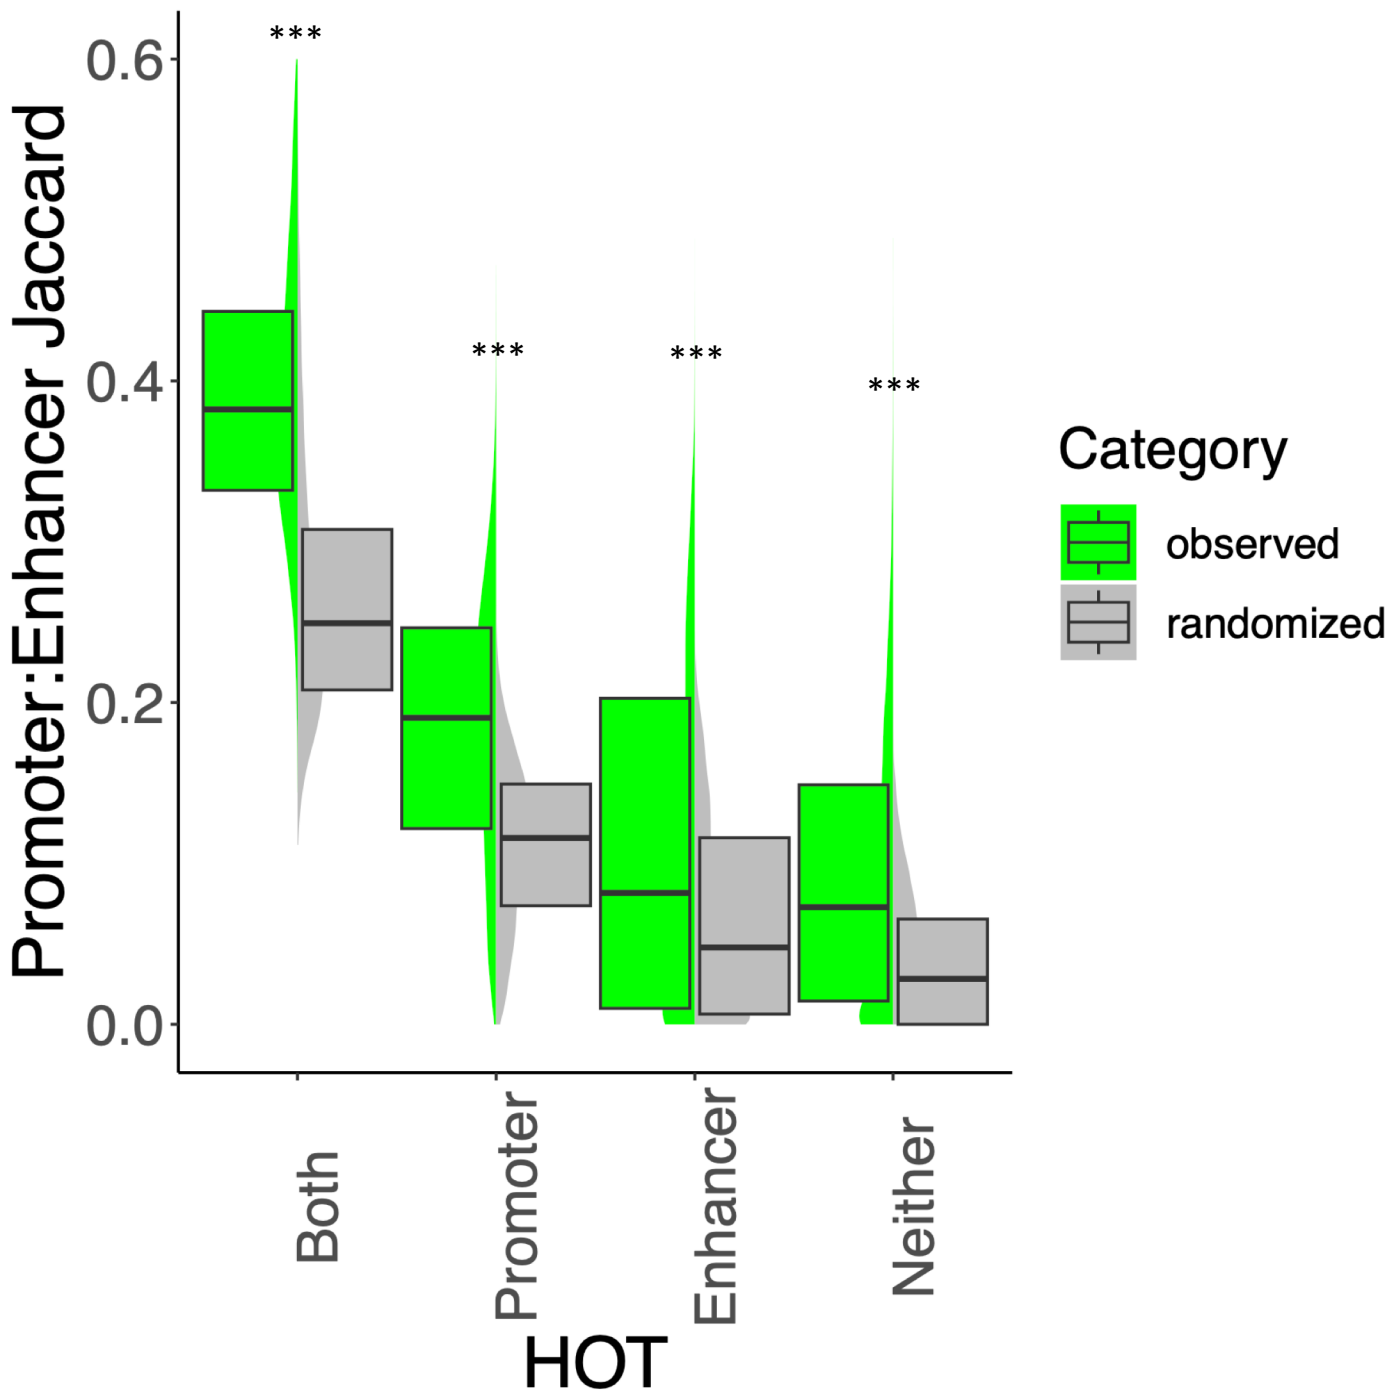 Promoter:Enhancer Jaccard
0.6
0.4
0.2
0.0
***
***
***
***
Both
Promoter
Enhancer
Neither
HOT
Category
observed
randomized